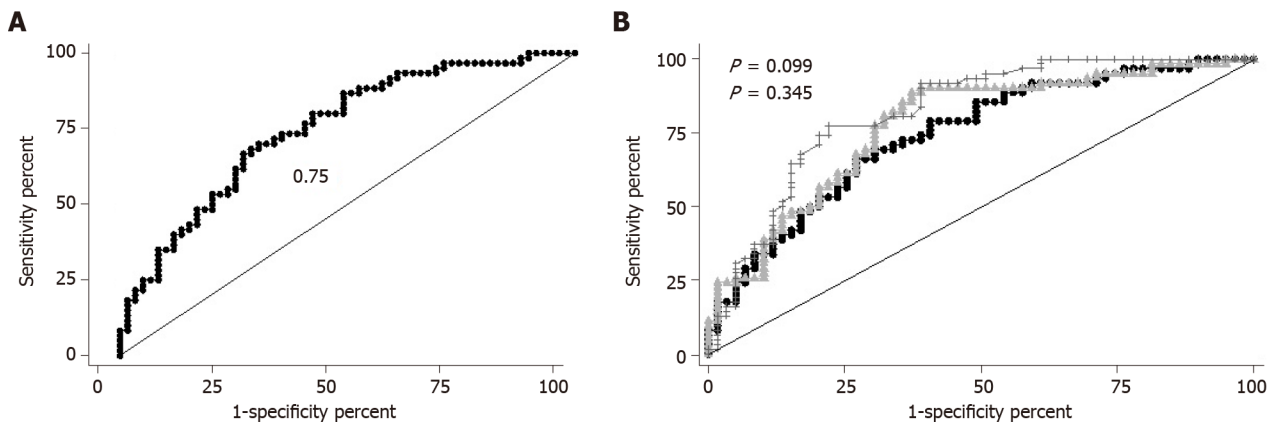 A
100
75
50
25
0
Sensitivity percent
0.75
0 25 50 75 100
1-specificity percent
B
P = 0.099
P = 0.345
100
75
50
25
0
Sensitivity percent
0 25 50 75 100
1-specificity percent